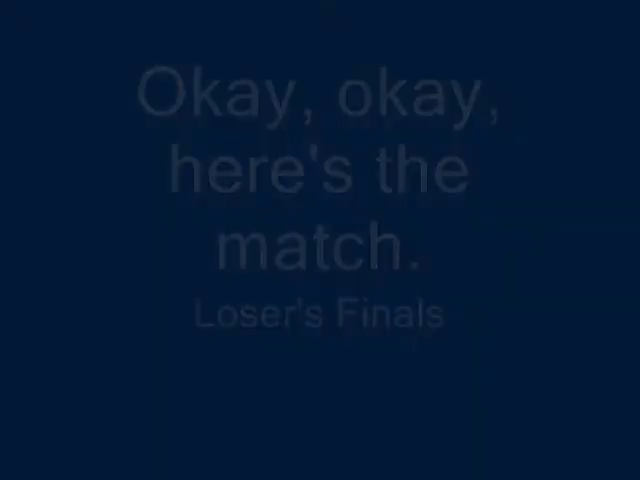 Okay, okay,
here's the
match.
Loser's Finals